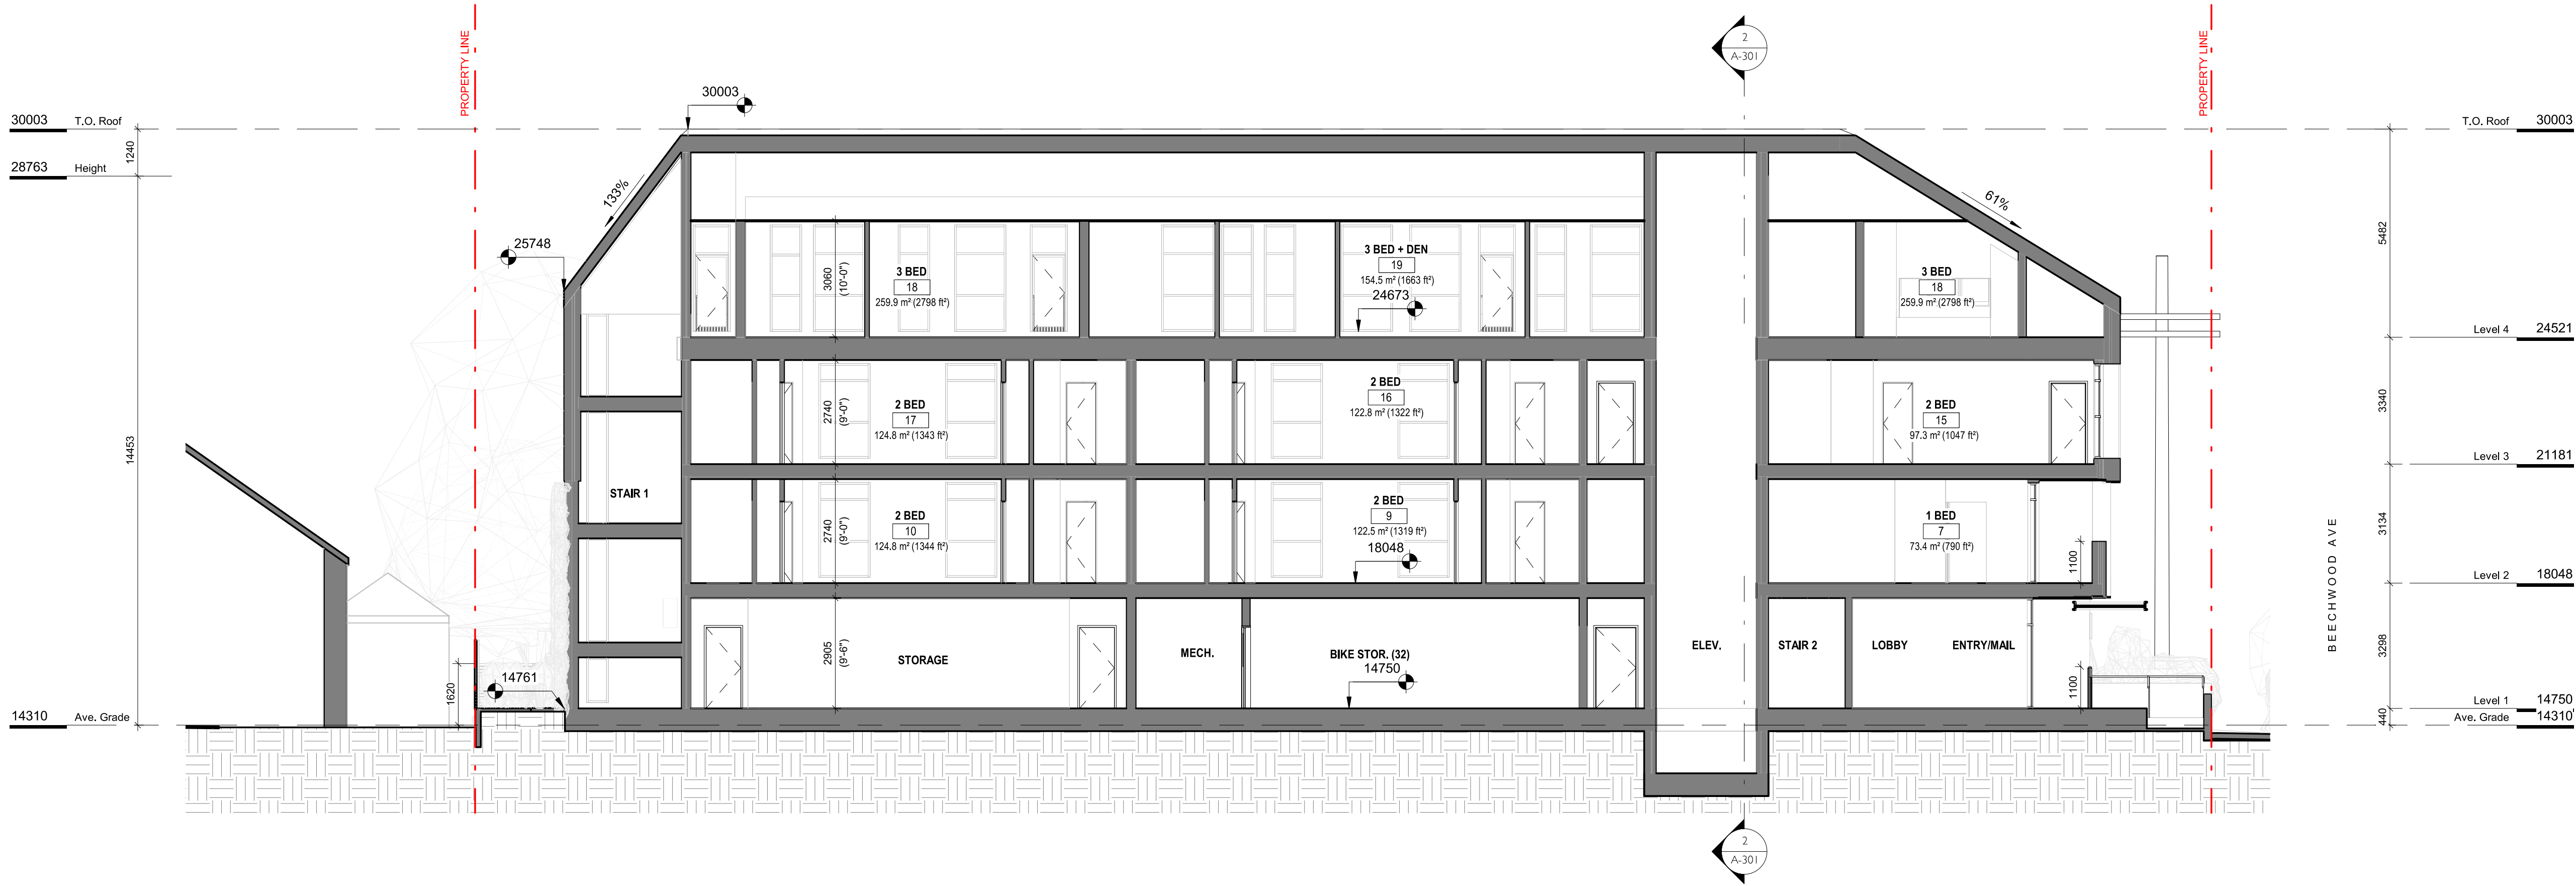 PROPERTY LINE
2
A-301
PROPERTY LINE
30003
30003 T.O. Roof
T.O. Roof 30003
1240
28763 Height
133%
61%
25748
5482
3060
(10'-0")
3 BED
18
259.9 m² (2798 ft²)
3 BED + DEN
19
154.5 m² (1663 ft²)
24673
3 BED
18
259.9 m² (2798 ft²)
Level 4 24521
14453
2740
(9'-0")
2 BED
17
124.8 m² (1343 ft²)
2 BED
16
122.8 m² (1322 ft²)
2 BED
15
97.3 m² (1047 ft²)
3340
Level 3 21181
STAIR 1
2740
(9'-0")
2 BED
10
124.8 m² (1344 ft²)
2 BED
9
122.5 m² (1319 ft²)
18048
1 BED
7
73.4 m² (790 ft²)
1100
3134
BEECHWOOD AVE
Level 2 18048
2905
(9'-6")
STORAGE
MECH.
BIKE STOR. (32)
14750
ELEV.
STAIR 2
LOBBY
ENTRY/MAIL
3298
1620
14761
1100
Level 1 14750
14310 Ave. Grade
440
Ave. Grade 14310
2
A-301